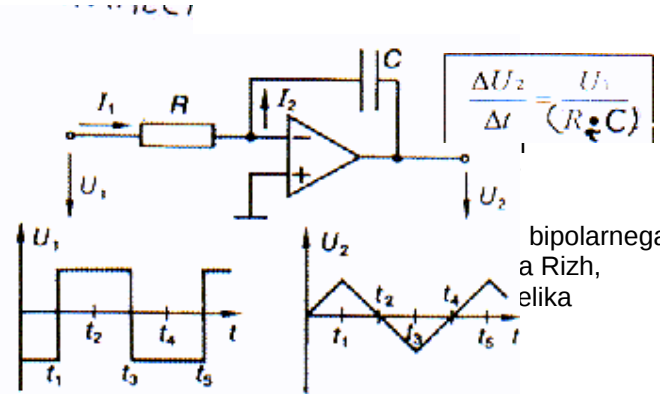 C
I₁ R I₂
ΔU₂ / Δt = U₁ / (R • C)
−
+
U₁
U₂
bipolarnega
a Rizh,
elika
U₁
t₁ t₂ t₃ t₄ t₅ t
U₂
t₁ t₂ t₃ t₄ t₅ t